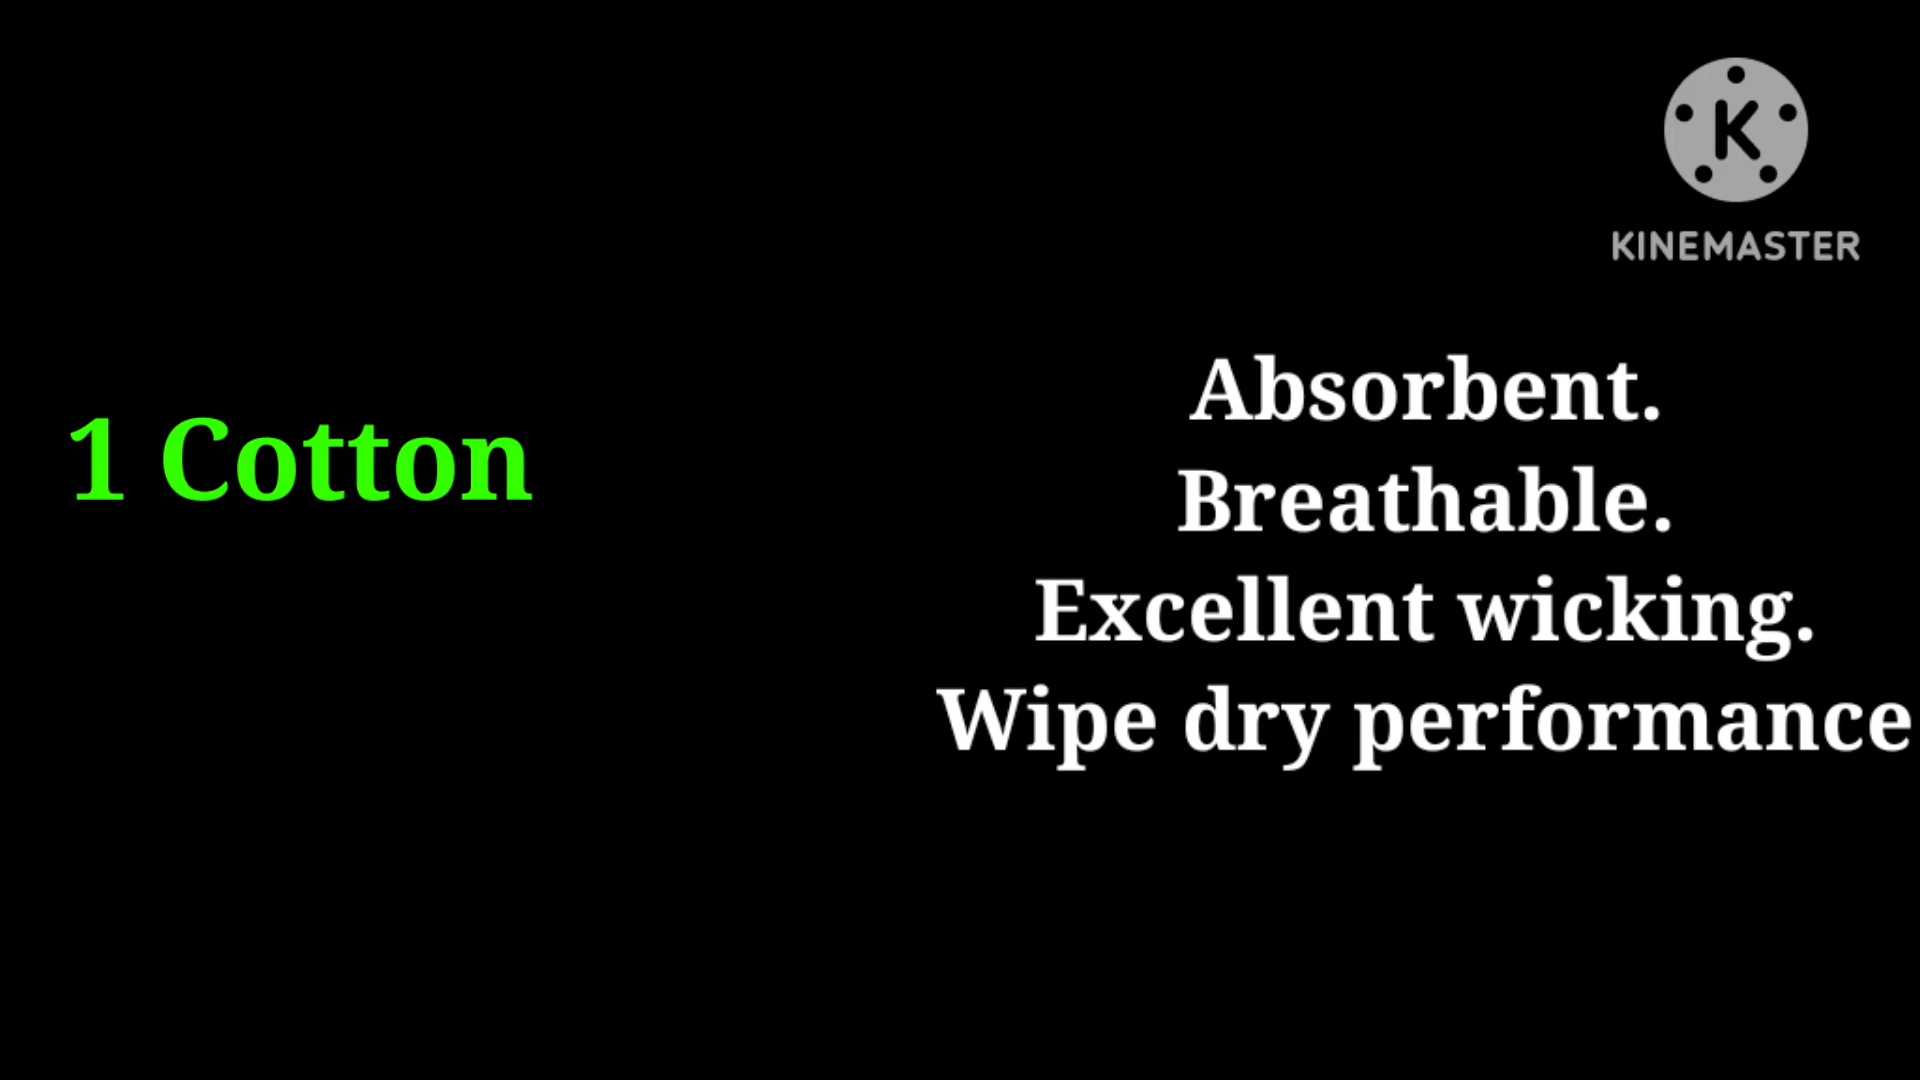 K
KINEMASTER
1 Cotton
Absorbent.
Breathable.
Excellent wicking.
Wipe dry performance